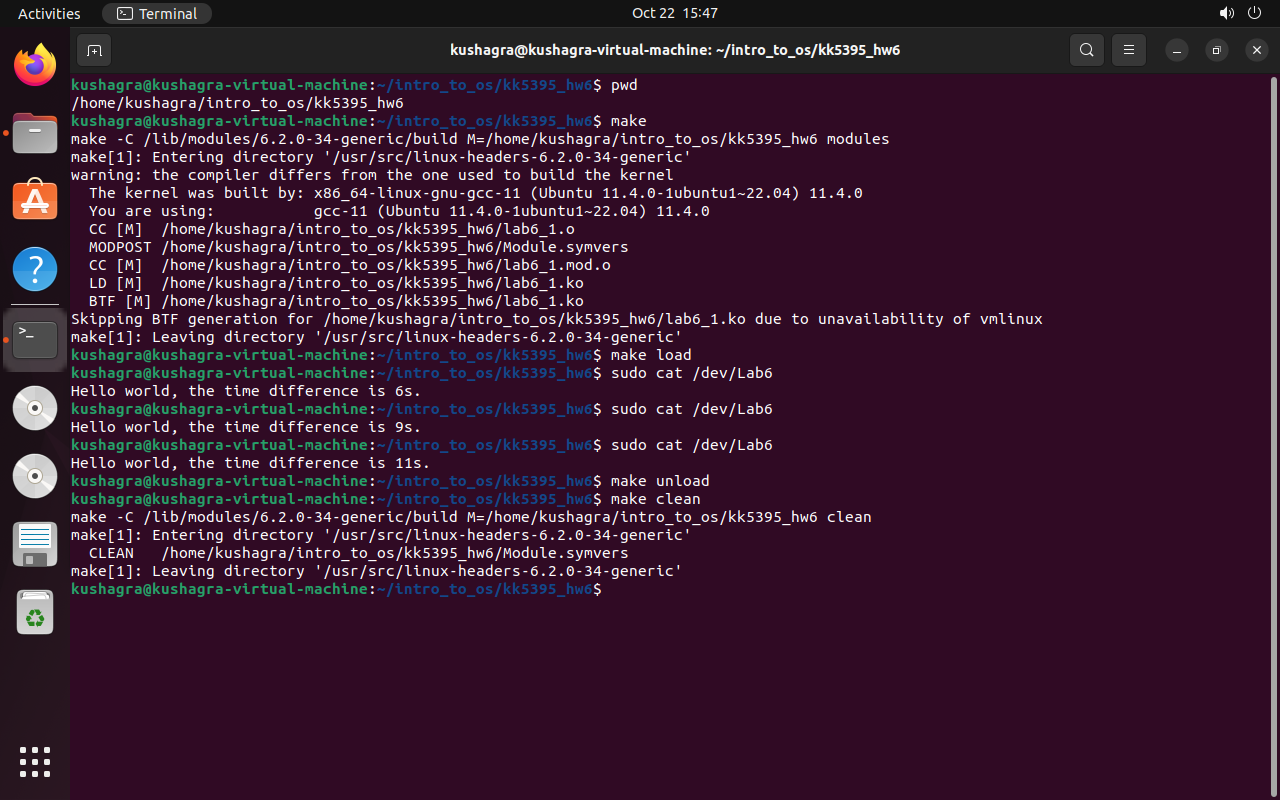 Activities
Terminal
Oct 22 15:47
kushagra@kushagra-virtual-machine: ~/intro_to_os/kk5395_hw6
kushagra@kushagra-virtual-machine:~/intro_to_os/kk5395_hw6$ pwd
/home/kushagra/intro_to_os/kk5395_hw6
kushagra@kushagra-virtual-machine:~/intro_to_os/kk5395_hw6$ make
make -C /lib/modules/6.2.0-34-generic/build M=/home/kushagra/intro_to_os/kk5395_hw6 modules
make[1]: Entering directory '/usr/src/linux-headers-6.2.0-34-generic'
warning: the compiler differs from the one used to build the kernel
  The kernel was built by: x86_64-linux-gnu-gcc-11 (Ubuntu 11.4.0-1ubuntu1~22.04) 11.4.0
  You are using:           gcc-11 (Ubuntu 11.4.0-1ubuntu1~22.04) 11.4.0
  CC [M]  /home/kushagra/intro_to_os/kk5395_hw6/lab6_1.o
  MODPOST /home/kushagra/intro_to_os/kk5395_hw6/Module.symvers
  CC [M]  /home/kushagra/intro_to_os/kk5395_hw6/lab6_1.mod.o
  LD [M]  /home/kushagra/intro_to_os/kk5395_hw6/lab6_1.ko
  BTF [M] /home/kushagra/intro_to_os/kk5395_hw6/lab6_1.ko
Skipping BTF generation for /home/kushagra/intro_to_os/kk5395_hw6/lab6_1.ko due to unavailability of vmlinux
make[1]: Leaving directory '/usr/src/linux-headers-6.2.0-34-generic'
kushagra@kushagra-virtual-machine:~/intro_to_os/kk5395_hw6$ make load
kushagra@kushagra-virtual-machine:~/intro_to_os/kk5395_hw6$ sudo cat /dev/Lab6
Hello world, the time difference is 6s.
kushagra@kushagra-virtual-machine:~/intro_to_os/kk5395_hw6$ sudo cat /dev/Lab6
Hello world, the time difference is 9s.
kushagra@kushagra-virtual-machine:~/intro_to_os/kk5395_hw6$ sudo cat /dev/Lab6
Hello world, the time difference is 11s.
kushagra@kushagra-virtual-machine:~/intro_to_os/kk5395_hw6$ make unload
kushagra@kushagra-virtual-machine:~/intro_to_os/kk5395_hw6$ make clean
make -C /lib/modules/6.2.0-34-generic/build M=/home/kushagra/intro_to_os/kk5395_hw6 clean
make[1]: Entering directory '/usr/src/linux-headers-6.2.0-34-generic'
  CLEAN   /home/kushagra/intro_to_os/kk5395_hw6/Module.symvers
make[1]: Leaving directory '/usr/src/linux-headers-6.2.0-34-generic'
kushagra@kushagra-virtual-machine:~/intro_to_os/kk5395_hw6$